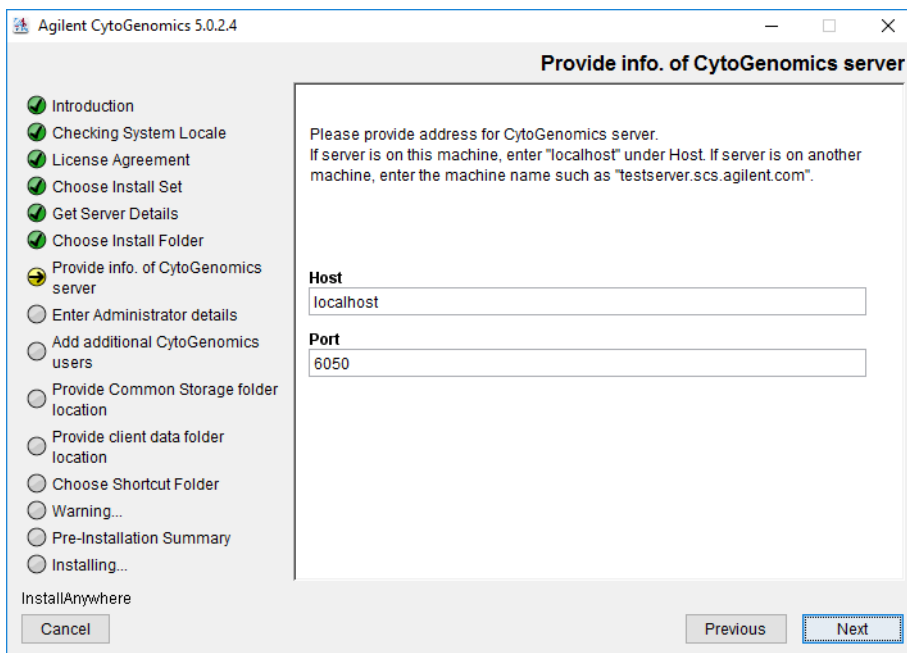 Agilent CytoGenomics 5.0.2.4
Provide info. of CytoGenomics server
Introduction
Checking System Locale
License Agreement
Choose Install Set
Get Server Details
Choose Install Folder
Provide info. of CytoGenomics
server
Enter Administrator details
Add additional CytoGenomics
users
Provide Common Storage folder
location
Provide client data folder
location
Choose Shortcut Folder
Warning...
Pre-Installation Summary
Installing...
Please provide address for CytoGenomics server.
If server is on this machine, enter "localhost" under Host. If server is on another
machine, enter the machine name such as "testserver.scs.agilent.com".
Host
localhost
Port
6050
InstallAnywhere
Cancel
Previous
Next